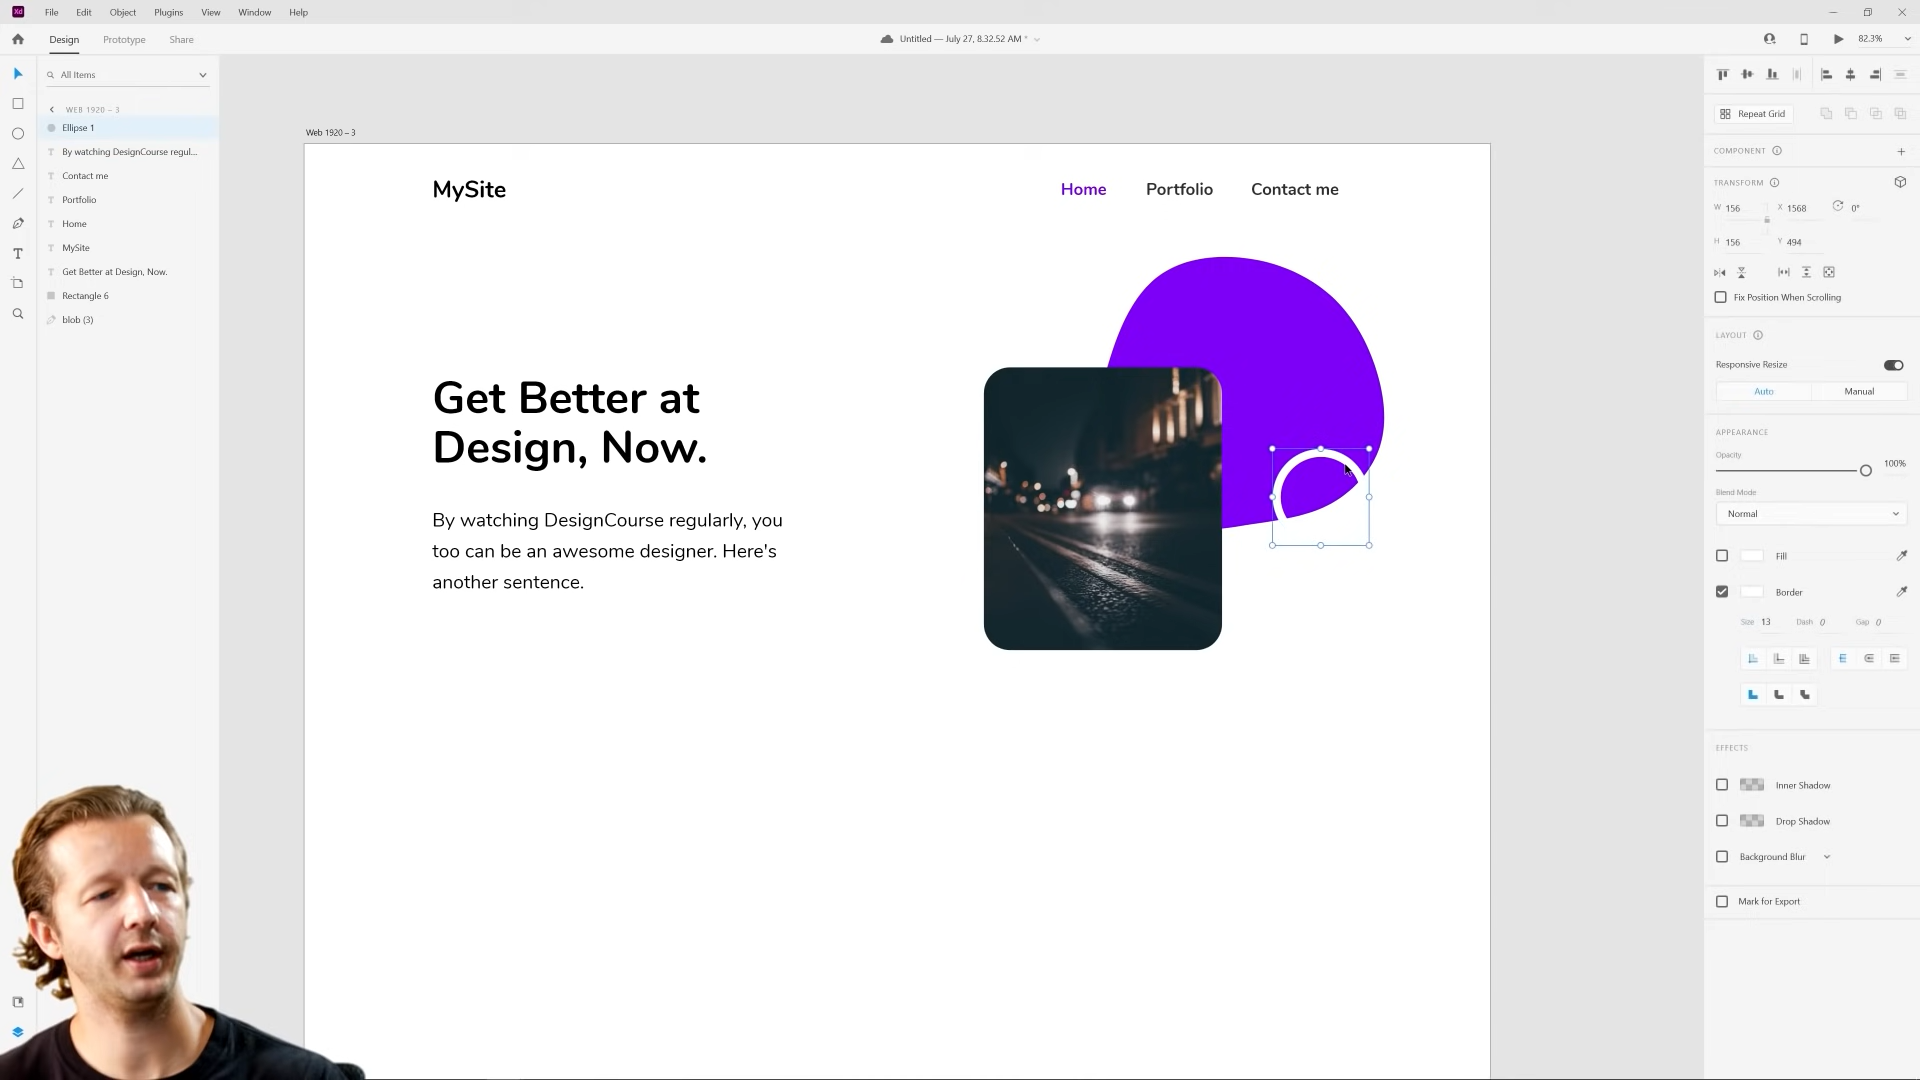 Xd File Edit Object Plugins View Window Help
Design Prototype Share
Untitled — July 27, 8.32.52 AM *
82.3%
All Items
WEB 1920 – 3
Ellipse 1
By watching DesignCourse regul...
Contact me
Portfolio
Home
MySite
Get Better at Design, Now.
Rectangle 6
blob (3)
Web 1920 – 3
MySite
Home Portfolio Contact me
Get Better at
Design, Now.
By watching DesignCourse regularly, you
too can be an awesome designer. Here's
another sentence.
Repeat Grid
COMPONENT
TRANSFORM
W 156 X 1568 0°
H 156 Y 494
Fix Position When Scrolling
LAYOUT
Responsive Resize
Auto Manual
APPEARANCE
Opacity
100%
Blend Mode
Normal
Fill
Border
Size 13 Dash 0 Gap 0
EFFECTS
Inner Shadow
Drop Shadow
Background Blur
Mark for Export